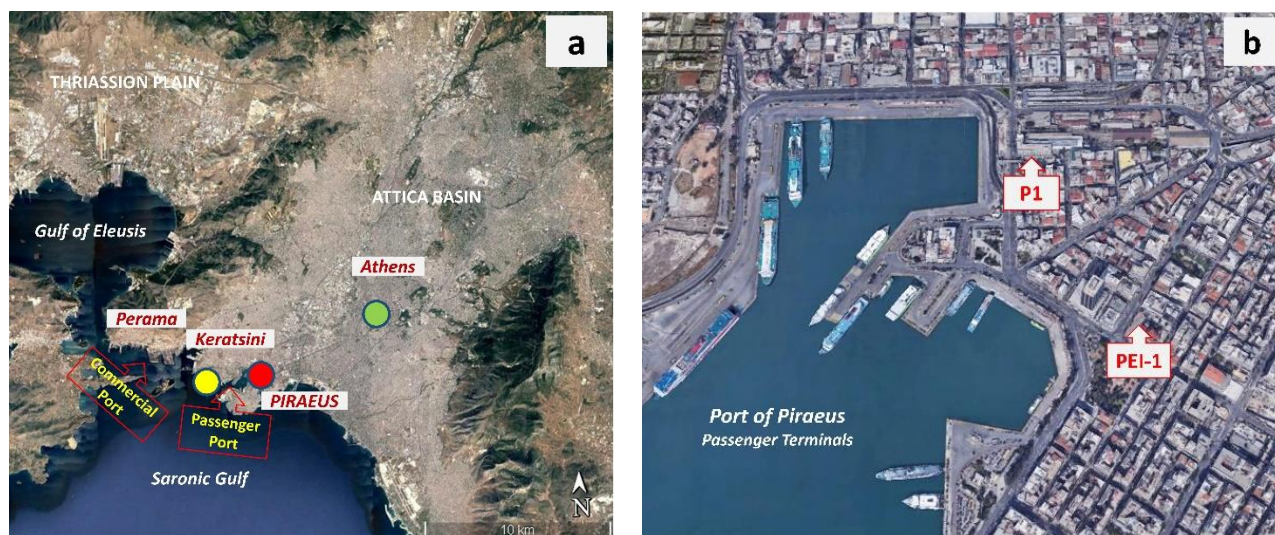 a
THRIASSION PLAIN
ATTICA BASIN
Gulf of Eleusis
Athens
Perama
Keratsini
Commercial
Port
PIRAEUS
Passenger
Port
Saronic Gulf
N
10 km
b
P1
PEI-1
Port of Piraeus
Passenger Terminals